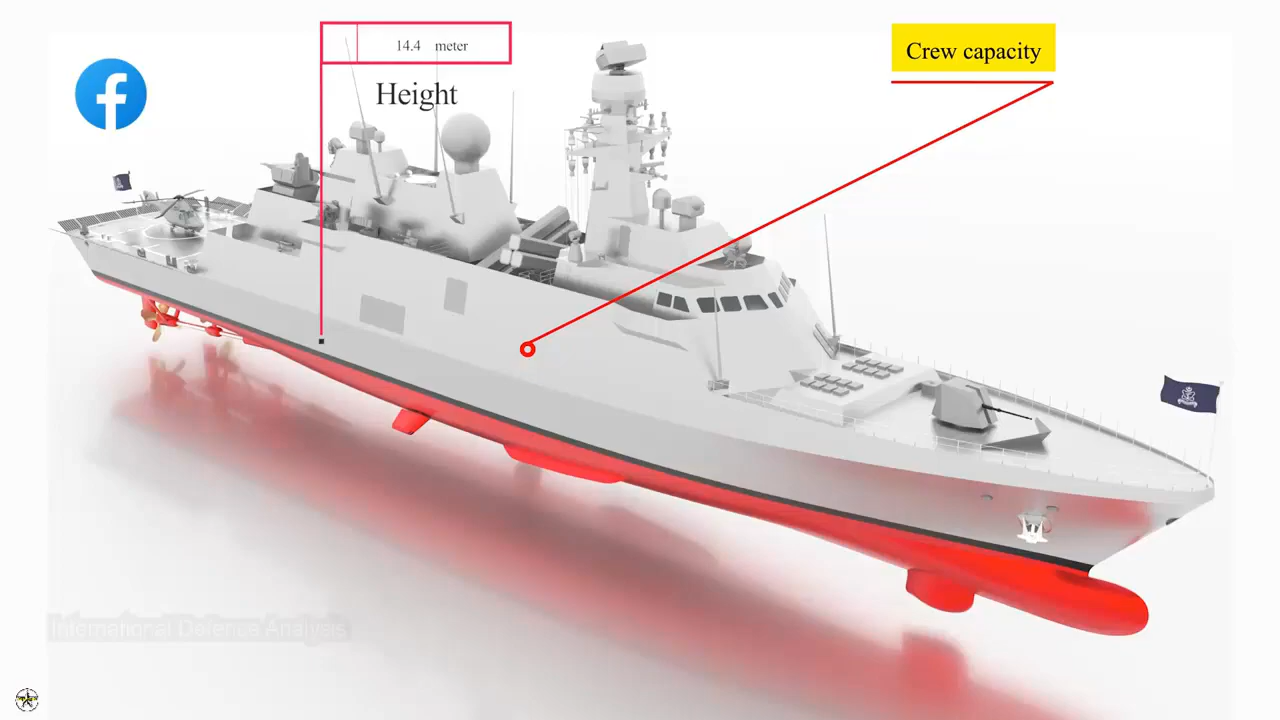 14.4 meter
Crew capacity
Height
International Defence Analysis